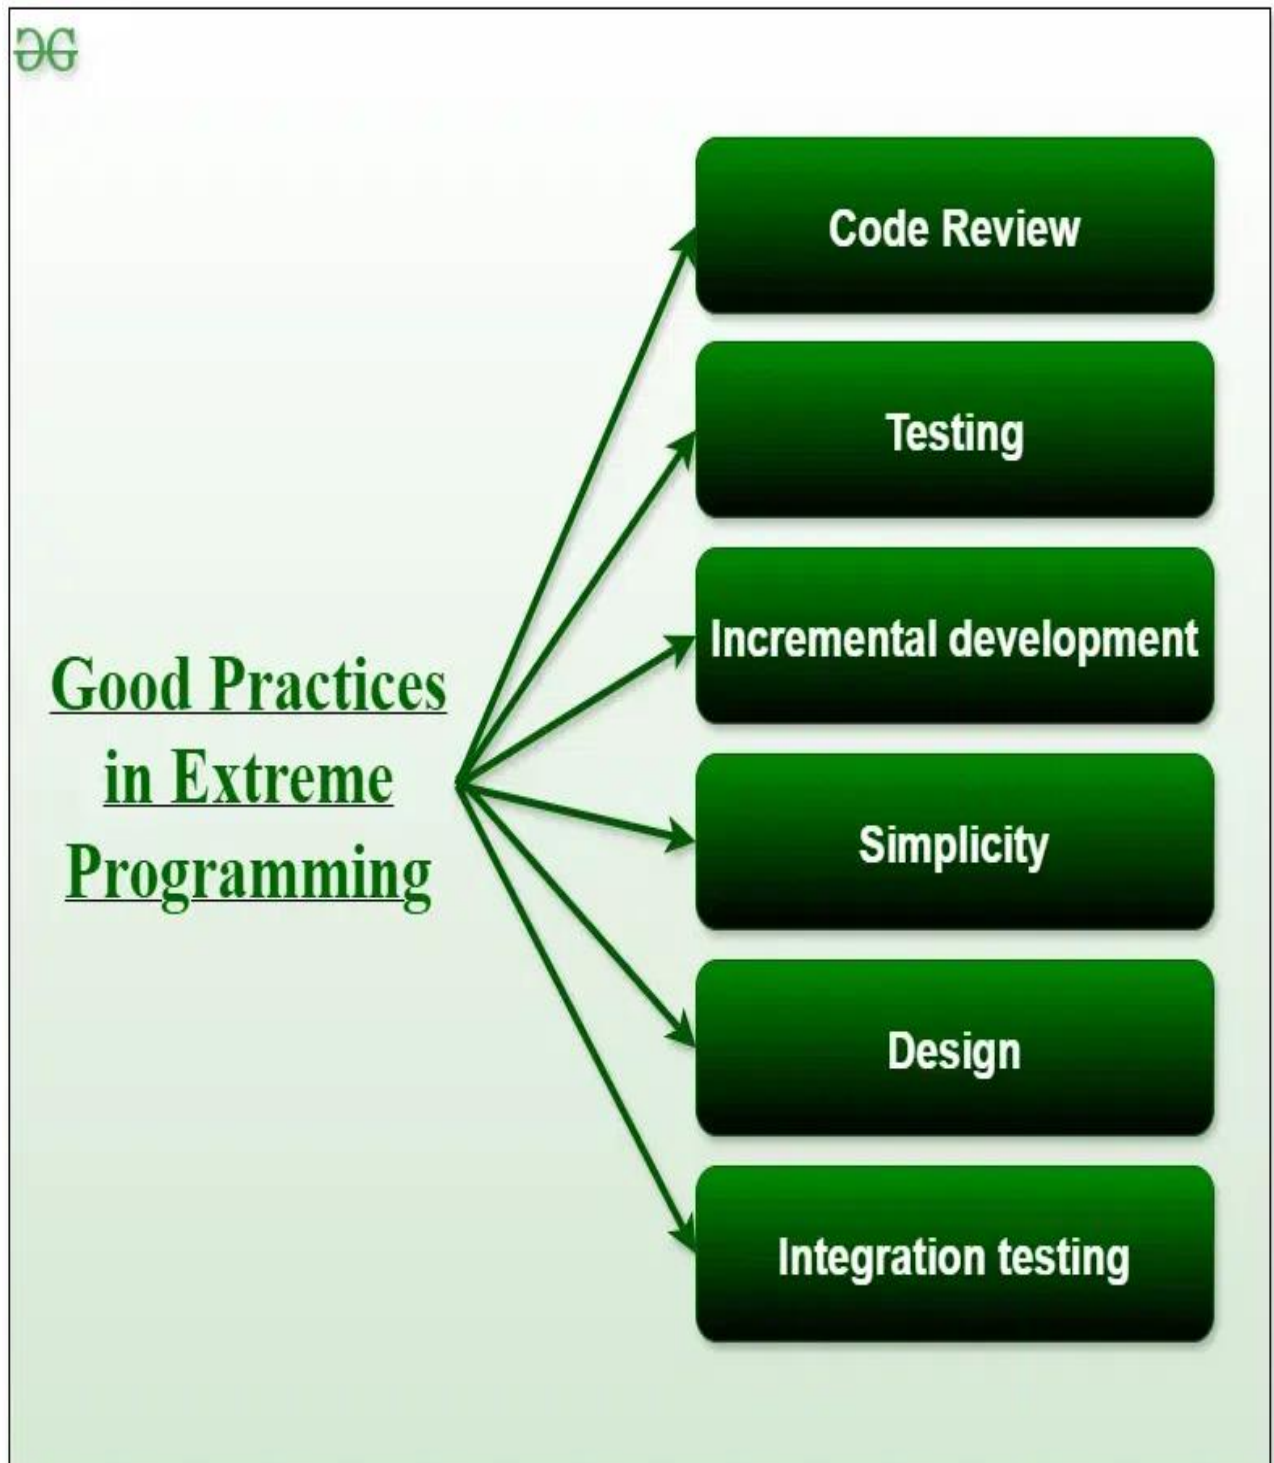 Good Practices
in Extreme
Programming
Code Review
Testing
Incremental development
Simplicity
Design
Integration testing